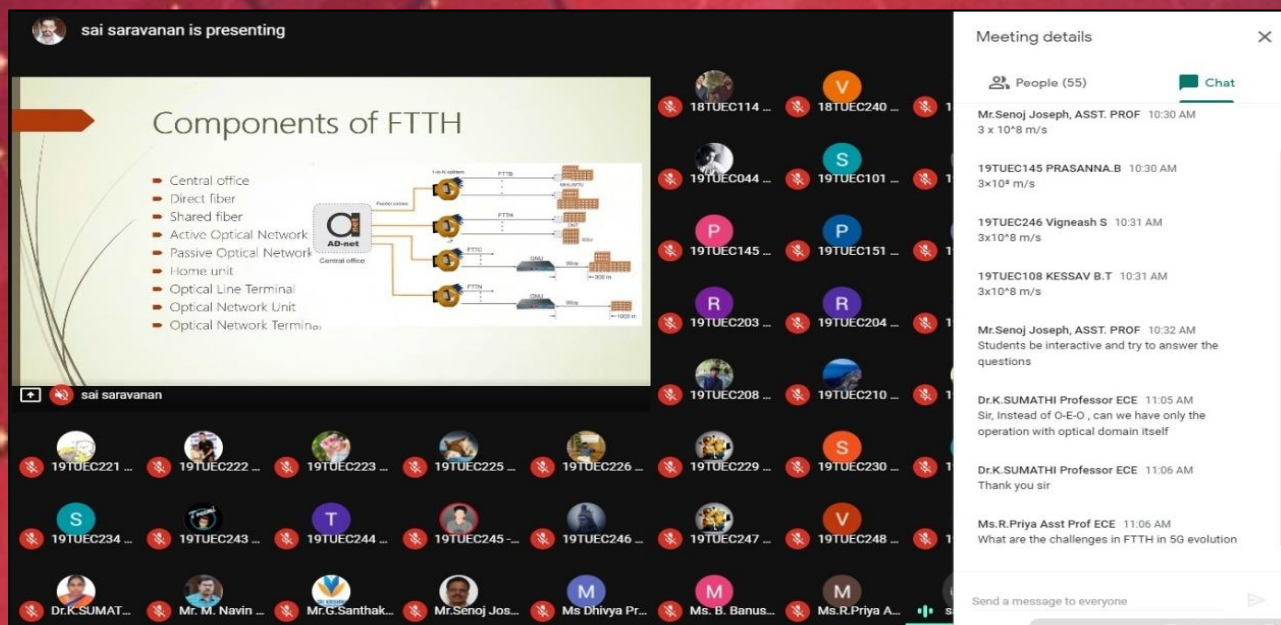 sai saravanan is presenting
Components of FTTH
Central office
Direct fiber
Shared fiber
Active Optical Network
Passive Optical Network
Home unit
Optical Line Terminal
Optical Network Unit
Optical Network Terminal
Feeder cables
FTTB
FTTH
FTTC
FTTN
AD-net
Central office
ONU
ONU
sai saravanan
18TUEC114 ...
V
18TUEC240 ...
19TUEC044 ...
S
19TUEC101 ...
P
19TUEC145 ...
P
19TUEC151 ...
R
19TUEC203 ...
R
19TUEC204 ...
19TUEC208 ...
19TUEC210 ...
19TUEC221 ...
19TUEC222 ...
19TUEC223 ...
19TUEC225 ...
19TUEC226 ...
19TUEC229 ...
S
19TUEC230 ...
S
19TUEC234 ...
19TUEC243 ...
T
19TUEC244 ...
19TUEC245 -...
19TUEC246 ...
19TUEC247 ...
V
19TUEC248 ...
Dr.K.SUMAT...
Mr. M. Navin ...
Mr.G.Santhak...
Mr.Senoj Jos...
M
Ms Dhivya Pr...
M
Ms. B. Banus...
M
Ms.R.Priya A...
Meeting details
People (55)
Chat
Mr.Senoj Joseph, ASST. PROF 10:30 AM
3 x 10^8 m/s
19TUEC145 PRASANNA.B 10:30 AM
3×10⁸ m/s
19TUEC246 Vigneash S 10:31 AM
3x10^8 m/s
19TUEC108 KESSAV B.T 10:31 AM
3x10^8 m/s
Mr.Senoj Joseph, ASST. PROF 10:32 AM
Students be interactive and try to answer the
questions
Dr.K.SUMATHI Professor ECE 11:05 AM
Sir, Instead of O-E-O , can we have only the
operation with optical domain itself
Dr.K.SUMATHI Professor ECE 11:06 AM
Thank you sir
Ms.R.Priya Asst Prof ECE 11:06 AM
What are the challenges in FTTH in 5G evolution
Send a message to everyone